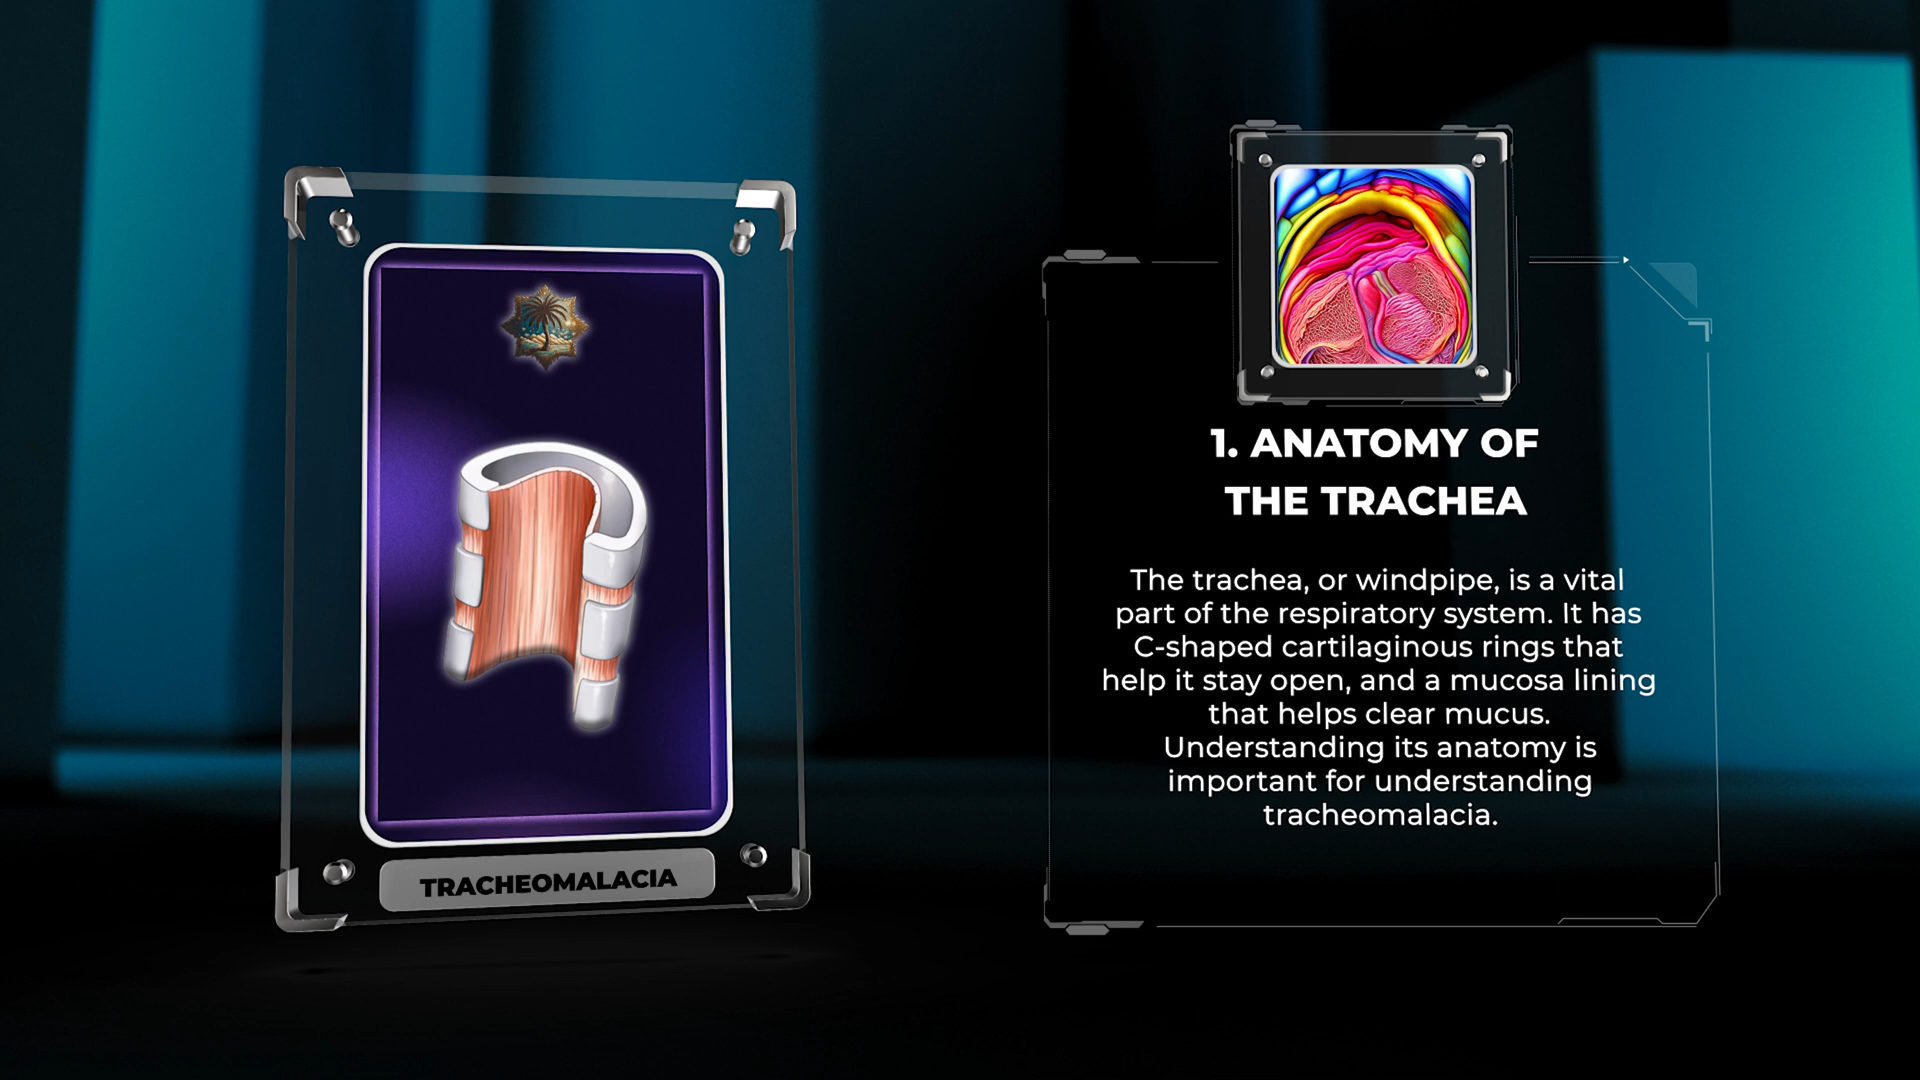 TRACHEOMALACIA
1. ANATOMY OF
THE TRACHEA
The trachea, or windpipe, is a vital
part of the respiratory system. It has
C-shaped cartilaginous rings that
help it stay open, and a mucosa lining
that helps clear mucus.
Understanding its anatomy is
important for understanding
tracheomalacia.